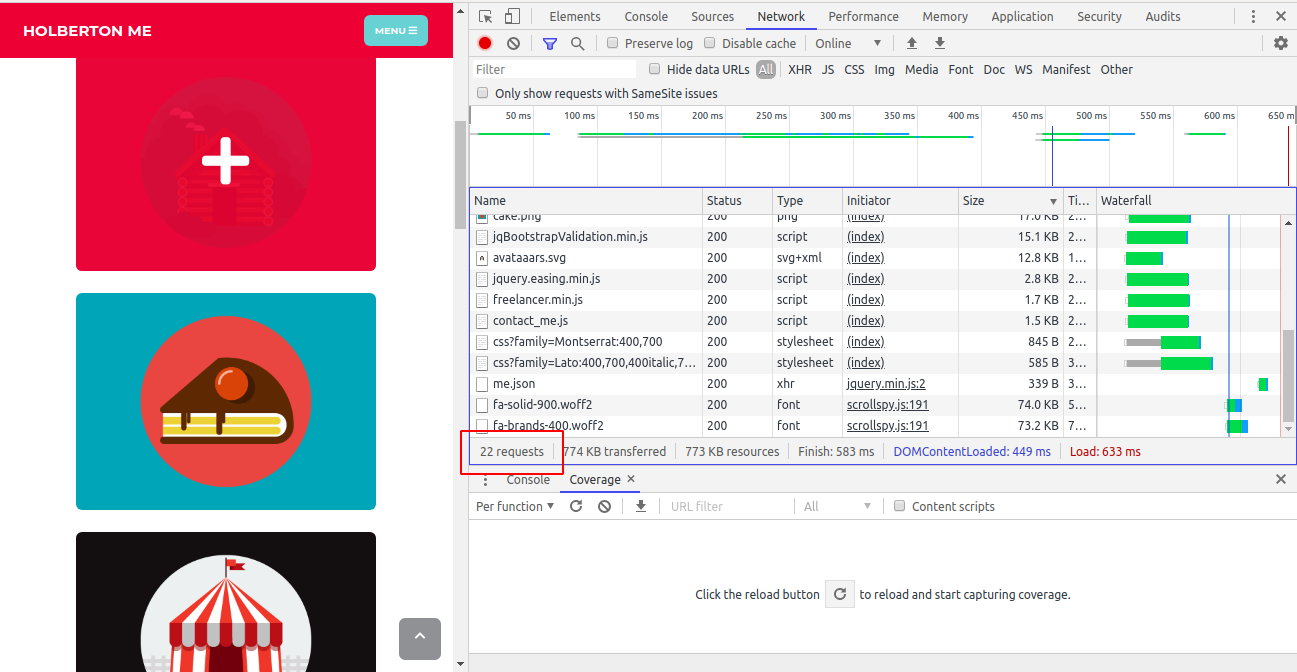 HOLBERTON ME
MENU
Elements Console Sources Network Performance Memory Application Security Audits
Preserve log Disable cache Online
Filter Hide data URLs All XHR JS CSS Img Media Font Doc WS Manifest Other
Only show requests with SameSite issues
50 ms 100 ms 150 ms 200 ms 250 ms 300 ms 350 ms 400 ms 450 ms 500 ms 550 ms 600 ms 650 m
Name Status Type Initiator Size Ti... Waterfall
cake.png 200 png (index) 17.0 KB 2...
jqBootstrapValidation.min.js 200 script (index) 15.1 KB 2...
avataaars.svg 200 svg+xml (index) 12.8 KB 1...
jquery.easing.min.js 200 script (index) 2.8 KB 2...
freelancer.min.js 200 script (index) 1.7 KB 2...
contact_me.js 200 script (index) 1.5 KB 2...
css?family=Montserrat:400,700 200 stylesheet (index) 845 B 2...
css?family=Lato:400,700,400italic,7... 200 stylesheet (index) 585 B 3...
me.json 200 xhr jquery.min.js:2 339 B 3...
fa-solid-900.woff2 200 font scrollspy.js:191 74.0 KB 5...
fa-brands-400.woff2 200 font scrollspy.js:191 73.2 KB 7...
22 requests 774 KB transferred 773 KB resources Finish: 583 ms DOMContentLoaded: 449 ms Load: 633 ms
Console Coverage
Per function URL filter All Content scripts
Click the reload button to reload and start capturing coverage.